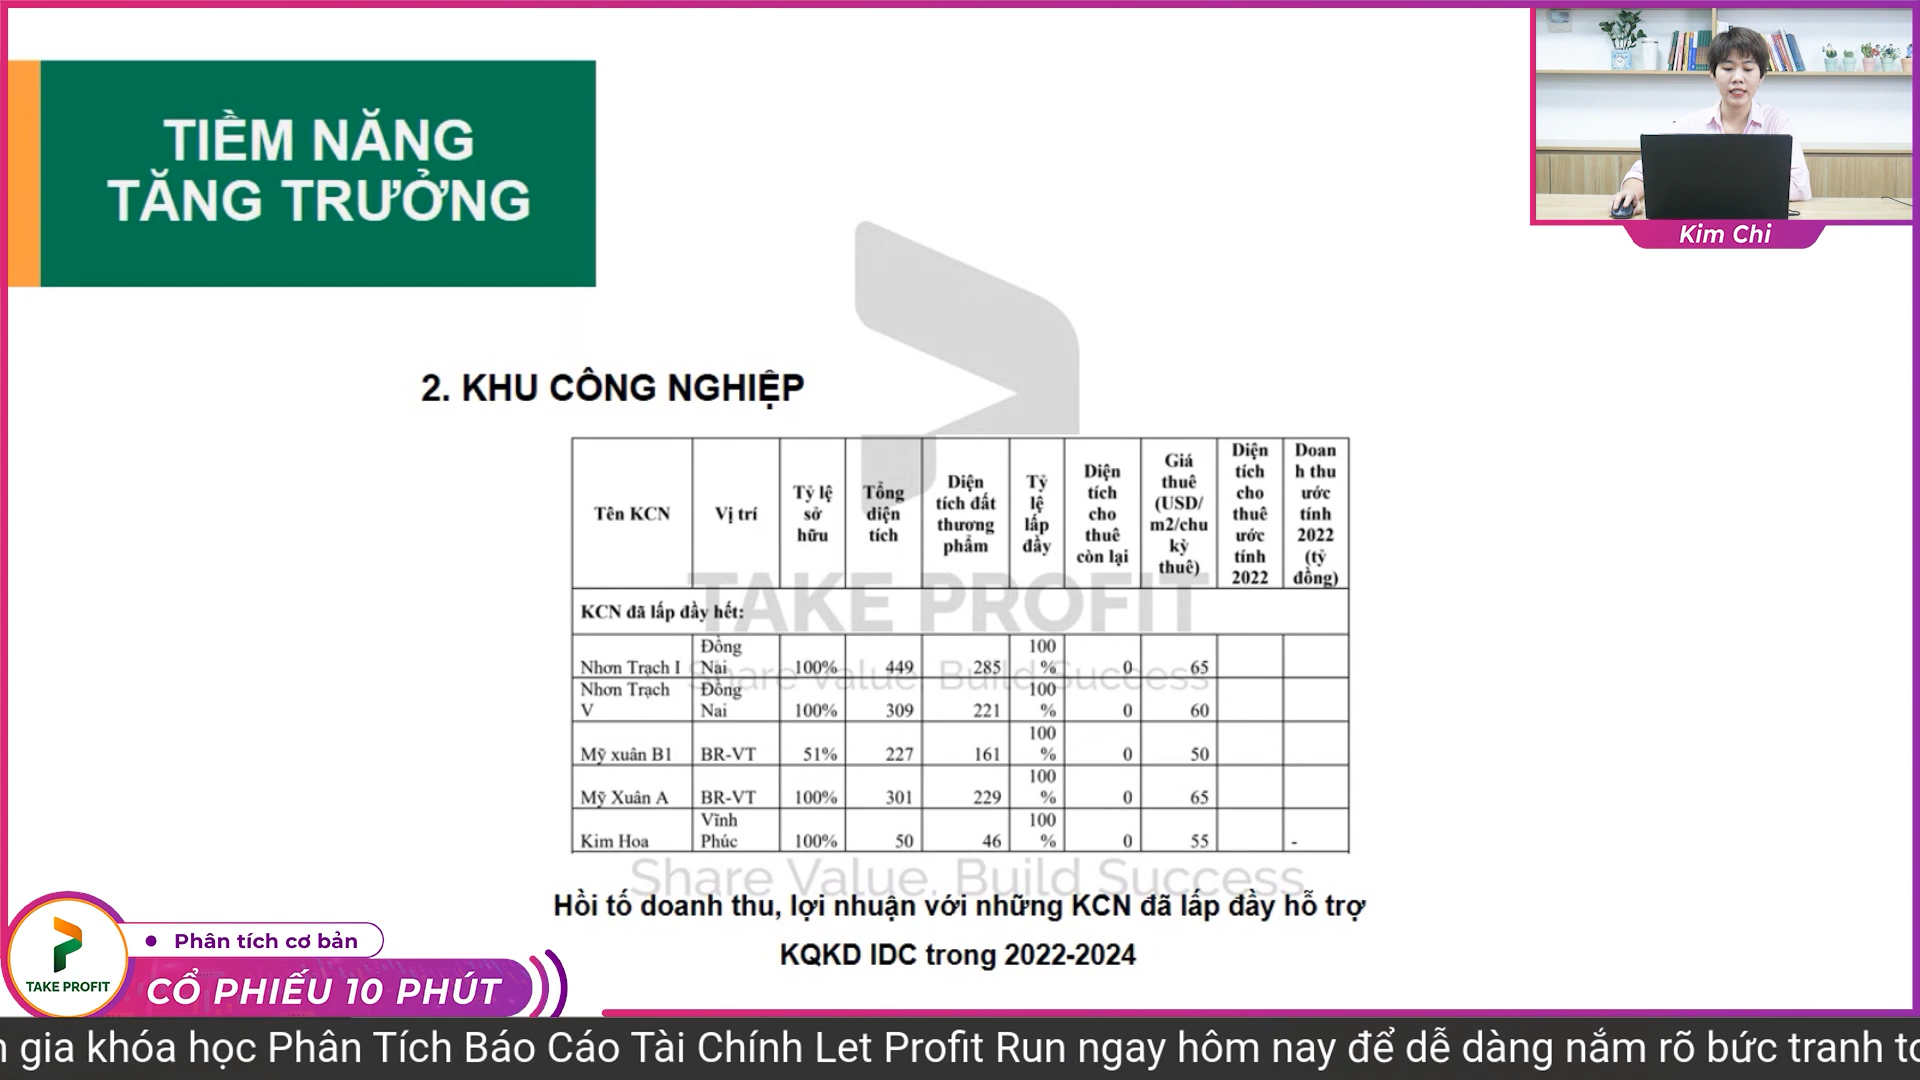 TIỀM NĂNG
TĂNG TRƯỞNG
Kim Chi
2. KHU CÔNG NGHIỆP
Tên KCN
Vị trí
Tỷ lệ
sở
hữu
Tổng
diện
tích
Diện
tích đất
thương
phẩm
Tỷ
lệ
lấp
đầy
Diện
tích
cho
thuê
còn lại
Giá
thuê
(USD/
m2/chu
kỳ
thuê)
Diện
tích
cho
thuê
ước
tính
2022
Doan
h thu
ước
tính
2022
(tỷ
đồng)
TAKE PROFIT
KCN đã lấp đầy hết:
Share Value, Build Success
Nhơn Trạch I
Đồng
Nai
100%
449
285
100
%
0
65
Nhơn Trạch
V
Đồng
Nai
100%
309
221
100
%
0
60
Mỹ xuân B1
BR-VT
51%
227
161
100
%
0
50
Mỹ Xuân A
BR-VT
100%
301
229
100
%
0
65
Kim Hoa
Vĩnh
Phúc
100%
50
46
100
%
0
55
-
Share Value, Build Success
Hồi tố doanh thu, lợi nhuận với những KCN đã lấp đầy hỗ trợ
KQKD IDC trong 2022-2024
TAKE PROFIT
• Phân tích cơ bản
CỔ PHIẾU 10 PHÚT
gia khóa học Phân Tích Báo Cáo Tài Chính Let Profit Run ngay hôm nay để dễ dàng nắm rõ bức tranh